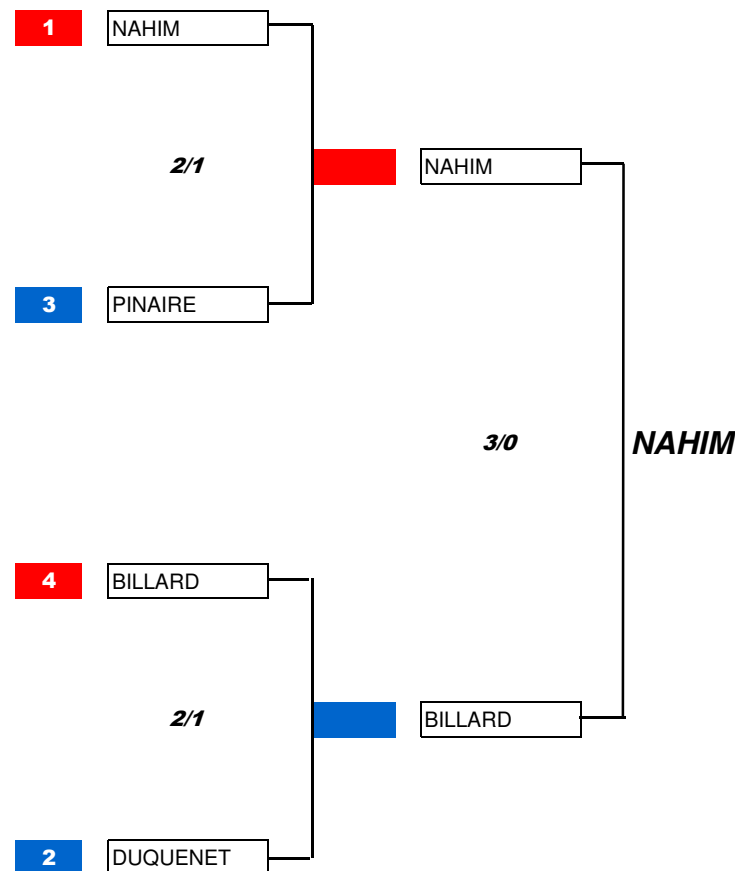 1 NAHIM
2/1
NAHIM
3 PINAIRE
3/0
NAHIM
4 BILLARD
2/1
BILLARD
2 DUQUENET